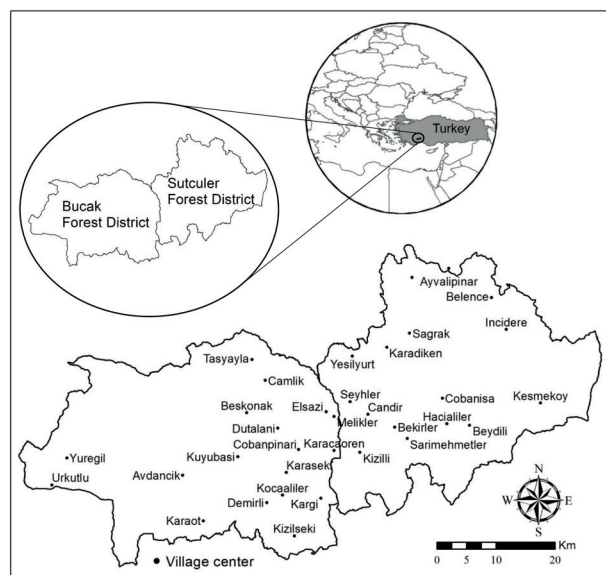 Turkey
Sutculer
Forest District
Bucak
Forest District
Ayvalipinar
Belence
Incidere
Sagrak
Karadiken
Yesilyurt
Tasyayla
Camlik
Seyhler
Cobanisa
Kesmekoy
Beskonak
Elsazi
Candir
Melikler
Hacialiler
Dutalani
Bekirler
Beydili
Cobanpinari
Karacaoren
Sarimehmetler
Yuregil
Kuyubasi
Kizilli
Karaseki
Urkutlu
Avdancik
Kocaaliler
Demirli
Kargi
Karaot
Kizilseki
Village center
N
W
E
S
Km
0 5 10 20